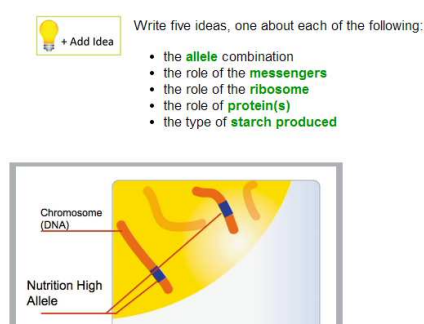 + Add Idea
Write five ideas, one about each of the following:
• the allele combination
• the role of the messengers
• the role of the ribosome
• the role of protein(s)
• the type of starch produced
Chromosome
(DNA)
Nutrition High
Allele